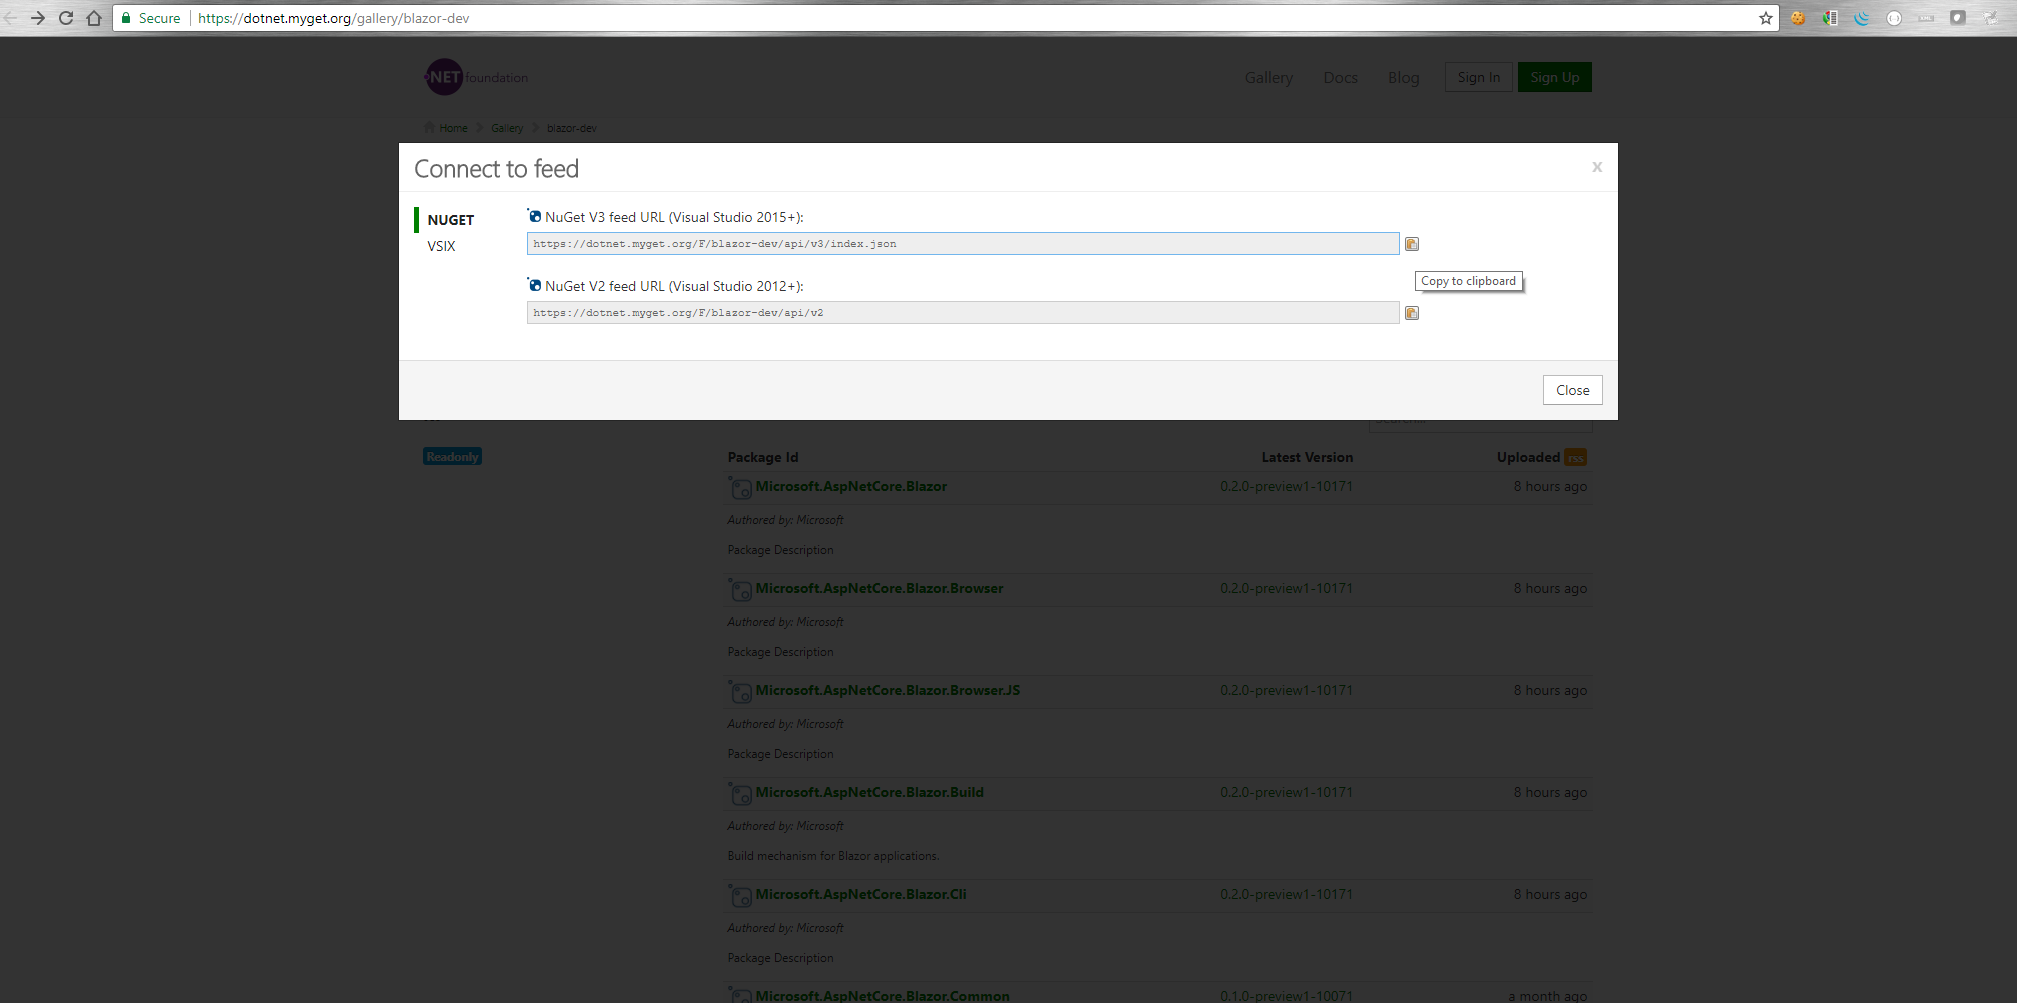 Secure https://dotnet.myget.org/gallery/blazor-dev
.NET foundation
Gallery Docs Blog Sign In Sign Up
Home Gallery blazor-dev
Connect to feed x
NUGET
VSIX
NuGet V3 feed URL (Visual Studio 2015+):
https://dotnet.myget.org/F/blazor-dev/api/v3/index.json
Copy to clipboard
NuGet V2 feed URL (Visual Studio 2012+):
https://dotnet.myget.org/F/blazor-dev/api/v2
Close
Readonly
Package Id Latest Version Uploaded rss
Microsoft.AspNetCore.Blazor 0.2.0-preview1-10171 8 hours ago
Authored by: Microsoft
Package Description
Microsoft.AspNetCore.Blazor.Browser 0.2.0-preview1-10171 8 hours ago
Authored by: Microsoft
Package Description
Microsoft.AspNetCore.Blazor.Browser.JS 0.2.0-preview1-10171 8 hours ago
Authored by: Microsoft
Package Description
Microsoft.AspNetCore.Blazor.Build 0.2.0-preview1-10171 8 hours ago
Authored by: Microsoft
Build mechanism for Blazor applications.
Microsoft.AspNetCore.Blazor.Cli 0.2.0-preview1-10171 8 hours ago
Authored by: Microsoft
Package Description
Microsoft.AspNetCore.Blazor.Common 0.1.0-10071 a month ago